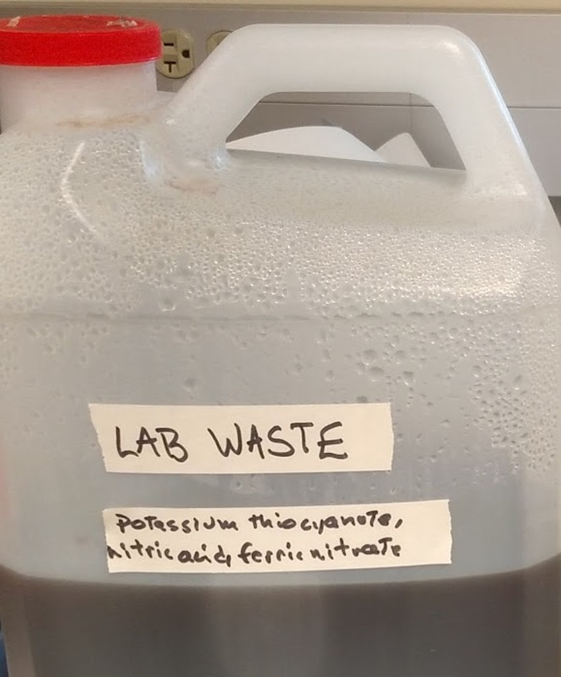 LAB WASTE
potassium thiocyanate,
nitric acid, ferric nitrate